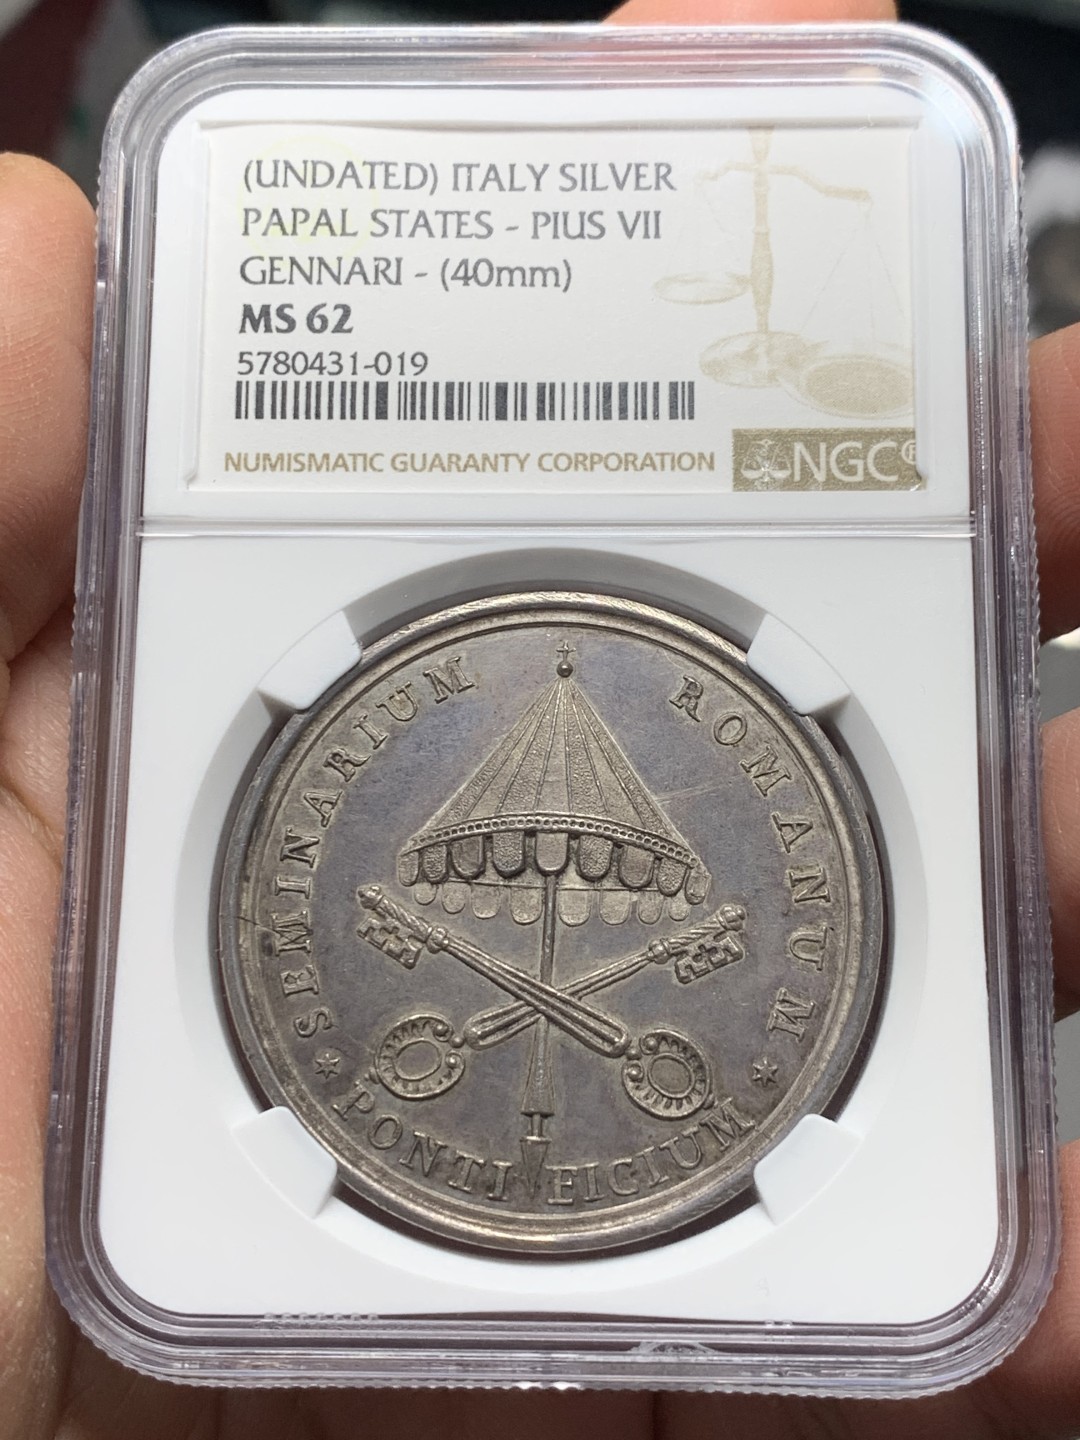 (UNDATED) ITALY SILVER
PAPAL STATES - PIUS VII
GENNARI - (40mm)
MS 62
5780431-019
NUMISMATIC GUARANTY CORPORATION
NGC®
SEMINARIUM ROMANUM
* PONTIFICIUM *